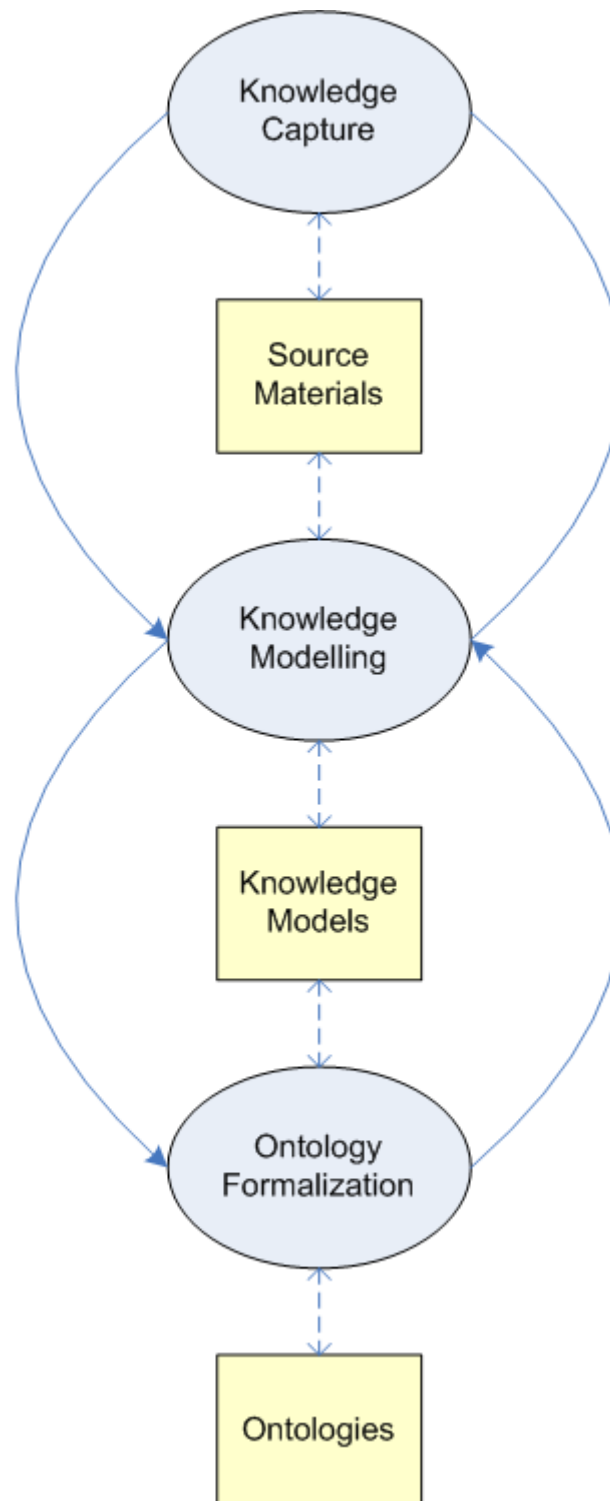 Knowledge
Capture
Source
Materials
Knowledge
Modelling
Knowledge
Models
Ontology
Formalization
Ontologies